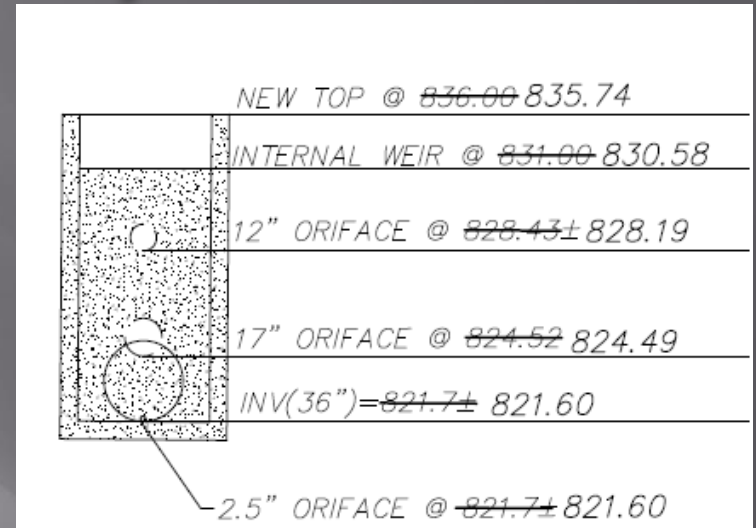 NEW TOP @ 836.00 835.74
INTERNAL WEIR @ 831.00 830.58
12” ORIFACE @ 828.43± 828.19
17” ORIFACE @ 824.52 824.49
INV(36”)=821.7± 821.60
2.5” ORIFACE @ 821.7± 821.60